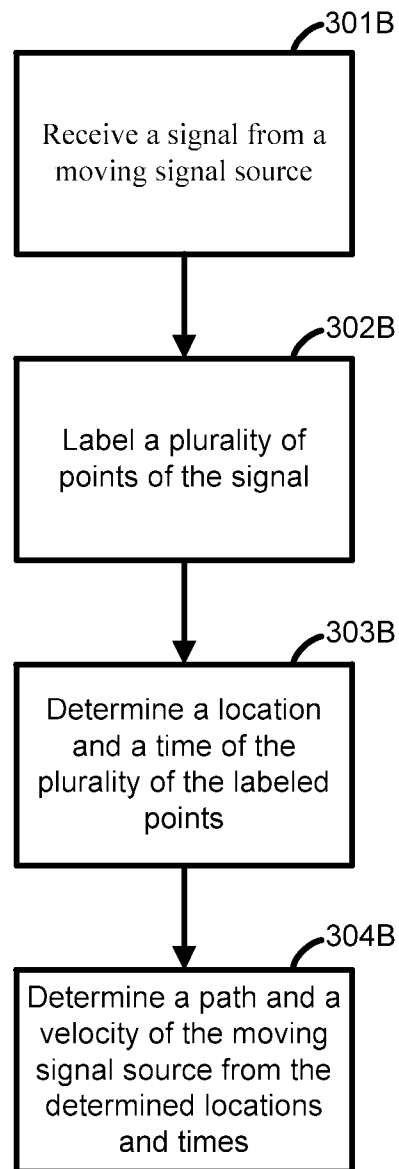 301B
Receive a signal from a
moving signal source
302B
Label a plurality of
points of the signal
303B
Determine a location
and a time of the
plurality of the labeled
points
304B
Determine a path and a
velocity of the moving
signal source from the
determined locations
and times